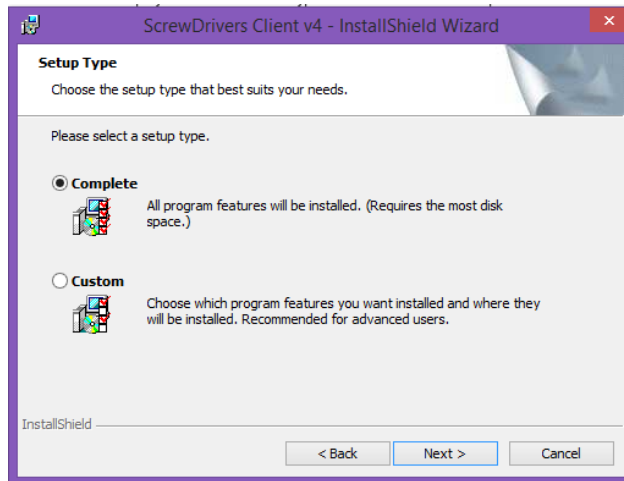 ScrewDrivers Client v4 - InstallShield Wizard
Setup Type
Choose the setup type that best suits your needs.
Please select a setup type.
Complete
All program features will be installed. (Requires the most disk
space.)
Custom
Choose which program features you want installed and where they
will be installed. Recommended for advanced users.
InstallShield
< Back Next > Cancel